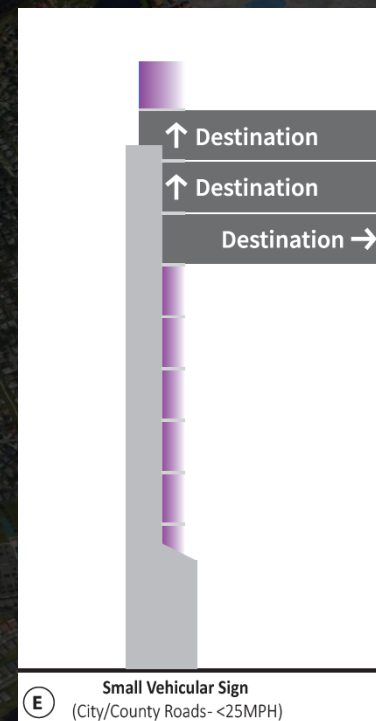 ↑ Destination
↑ Destination
Destination →
E
Small Vehicular Sign
(City/County Roads- <25MPH)